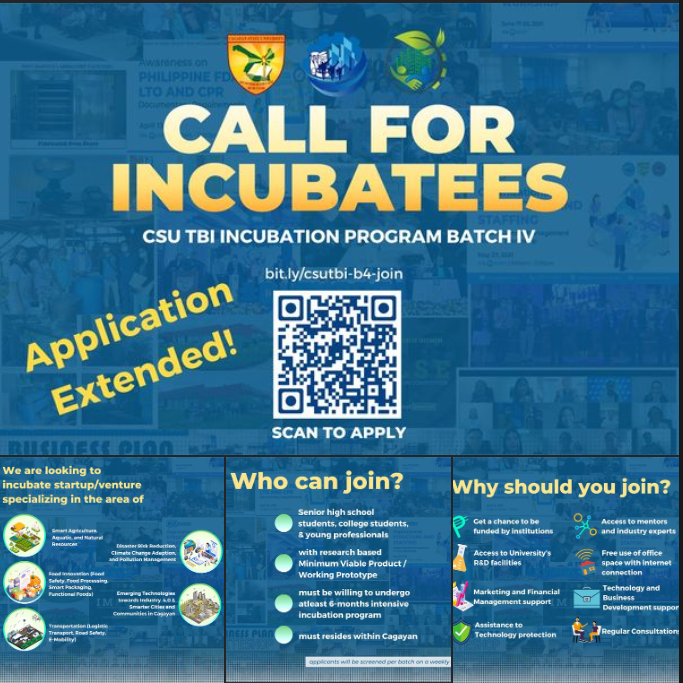 CALL FOR
INCUBATEES
CSU TBI INCUBATION PROGRAM BATCH IV
bit.ly/csutbi-b4-join
Application
Extended!
SCAN TO APPLY
BUSINESS PLAN
We are looking to
incubate startup/venture
specializing in the area of
Smart Agriculture,
Aquatic, and Natural
Resources
Disaster Risk Reduction,
Climate Change Adaption,
and Pollution Management
Food Innovation (Food
Safety, Food Processing,
Smart Packaging,
Functional Foods)
Emerging Technologies
towards Industry 4.0 &
Smarter Cities and
Communities in Cagayan
Transportation (Logistic
Transport, Road Safety,
E-Mobility)
Who can join?
Senior high school
students, college students,
& young professionals
with research based
Minimum Viable Product /
Working Prototype
must be willing to undergo
atleast 6-months intensive
incubation program
must resides within Cagayan
applicants will be screened per batch on a weekly
Why should you join?
Get a chance to be
funded by institutions
Access to mentors
and industry experts
Access to University's
R&D facilities
Free use of office
space with internet
connection
Marketing and Financial
Management support
Technology and
Business
Development support
Assistance to
Technology protection
Regular Consultations